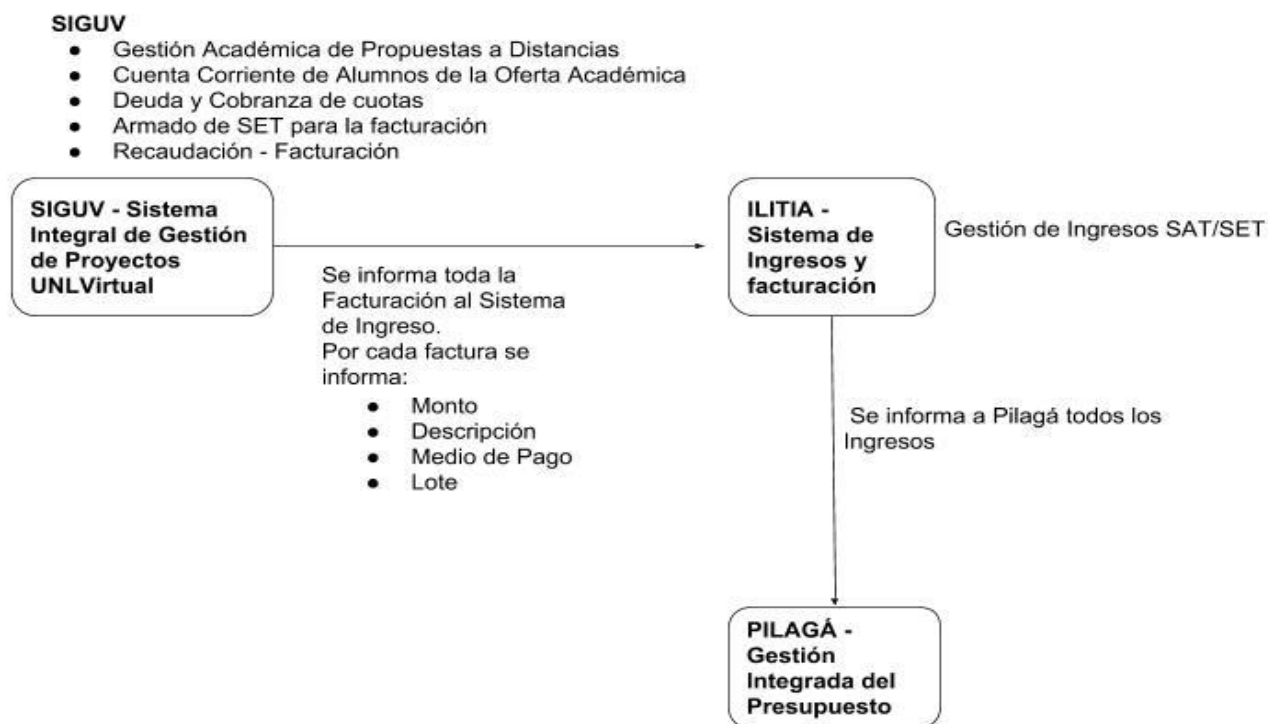 SIGUV
● Gestión Académica de Propuestas a Distancias
● Cuenta Corriente de Alumnos de la Oferta Académica
● Deuda y Cobranza de cuotas
● Armado de SET para la facturación
● Recaudación - Facturación
SIGUV - Sistema
Integral de Gestión
de Proyectos
UNLVirtual
Se informa toda la
Facturación al Sistema
de Ingreso.
Por cada factura se
informa:
● Monto
● Descripción
● Medio de Pago
● Lote
ILITIA -
Sistema de
Ingresos y
facturación
Gestión de Ingresos SAT/SET
Se informa a Pilagá todos los
Ingresos
PILAGÁ -
Gestión
Integrada del
Presupuesto